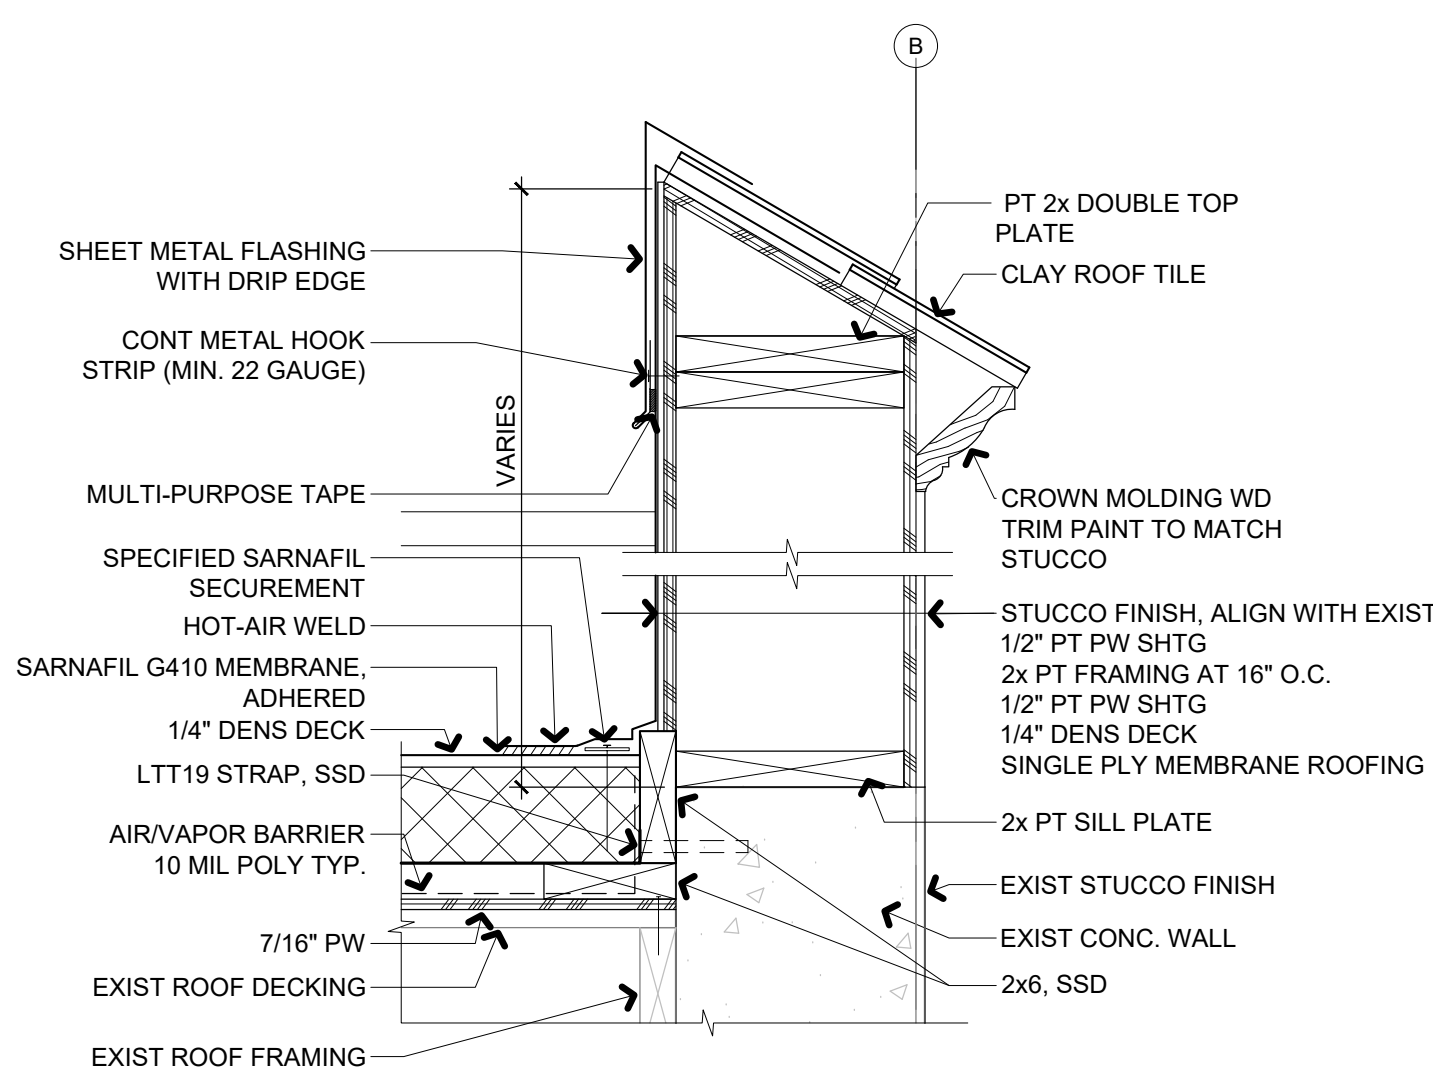 B
SHEET METAL FLASHING
WITH DRIP EDGE
CONT METAL HOOK
STRIP (MIN. 22 GAUGE)
VARIES
MULTI-PURPOSE TAPE
SPECIFIED SARNAFIL
SECUREMENT
HOT-AIR WELD
SARNAFIL G410 MEMBRANE,
ADHERED
1/4" DENS DECK
LTT19 STRAP, SSD
AIR/VAPOR BARRIER
10 MIL POLY TYP.
7/16" PW
EXIST ROOF DECKING
EXIST ROOF FRAMING
PT 2x DOUBLE TOP
PLATE
CLAY ROOF TILE
CROWN MOLDING WD
TRIM PAINT TO MATCH
STUCCO
STUCCO FINISH, ALIGN WITH EXIST
1/2" PT PW SHTG
2x PT FRAMING AT 16" O.C.
1/2" PT PW SHTG
1/4" DENS DECK
SINGLE PLY MEMBRANE ROOFING
2x PT SILL PLATE
EXIST STUCCO FINISH
EXIST CONC. WALL
2x6, SSD